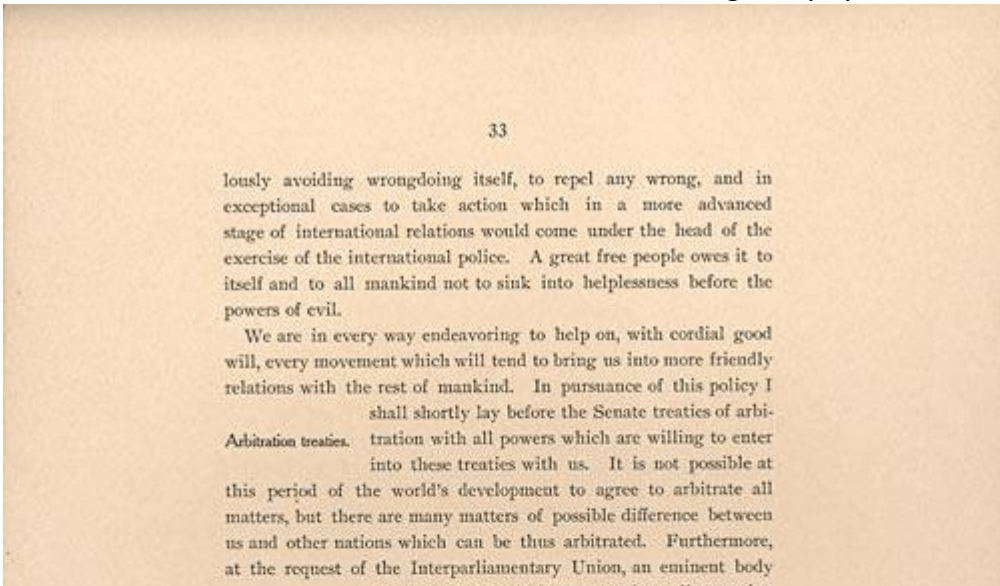 33
lously avoiding wrongdoing itself, to repel any wrong, and in
exceptional cases to take action which in a more advanced
stage of international relations would come under the head of the
exercise of the international police. A great free people owes it to
itself and to all mankind not to sink into helplessness before the
powers of evil.
We are in every way endeavoring to help on, with cordial good
will, every movement which will tend to bring us into more friendly
relations with the rest of mankind. In pursuance of this policy I
shall shortly lay before the Senate treaties of arbi-
Arbitration treaties. tration with all powers which are willing to enter
into these treaties with us. It is not possible at
this period of the world's development to agree to arbitrate all
matters, but there are many matters of possible difference between
us and other nations which can be thus arbitrated. Furthermore,
at the request of the Interparliamentary Union, an eminent body